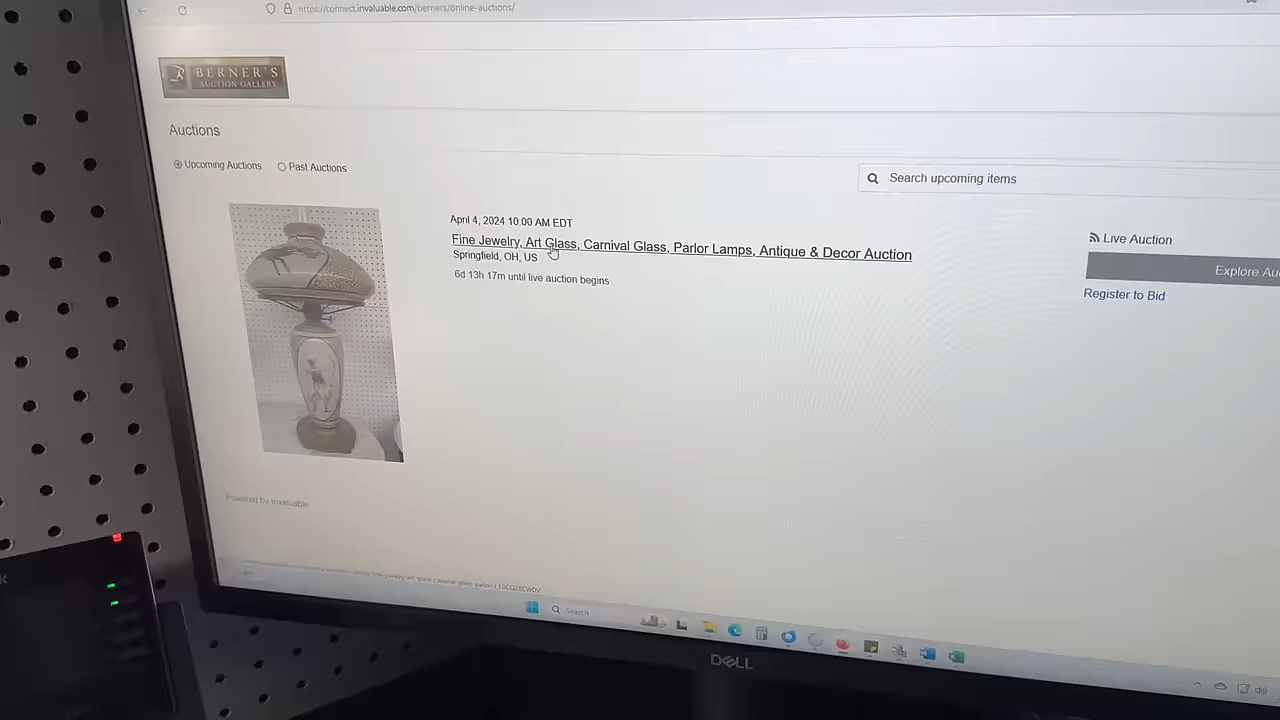 https://connect.invaluable.com/berners/online-auctions/
BERNER'S
AUCTION GALLERY
Auctions
Upcoming Auctions Past Auctions
Search upcoming items
April 4, 2024 10:00 AM EDT
Fine Jewelry, Art Glass, Carnival Glass, Parlor Lamps, Antique & Decor Auction
Springfield, OH, US
6d 13h 17m until live auction begins
Live Auction
Explore Au
Register to Bid
Powered by Invaluable
Search
DELL